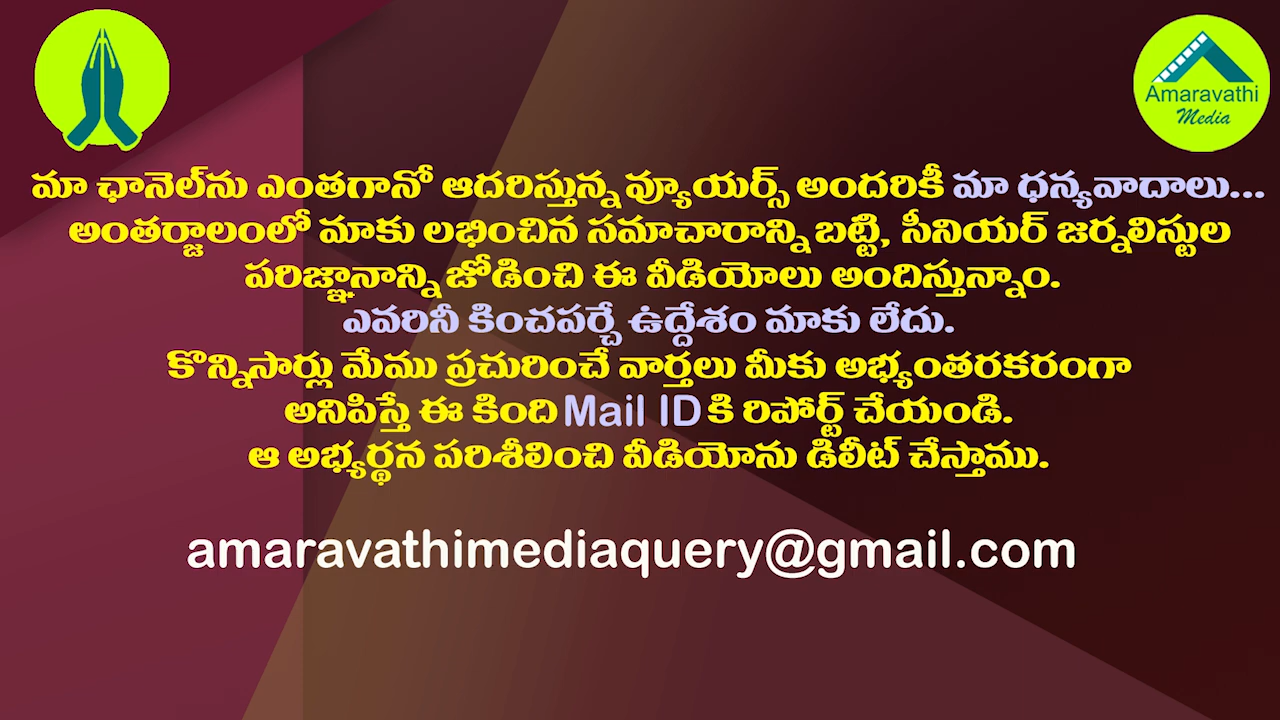 Amaravathi
Media
మా ఛానెల్‌ను ఎంతగానో ఆదరిస్తున్న వ్యూయర్స్ అందరికీ మా ధన్యవాదాలు...
అంతర్జాలంలో మాకు లభించిన సమాచారాన్ని బట్టి, సీనియర్ జర్నలిస్టుల
పరిజ్ఞానాన్ని జోడించి ఈ వీడియోలు అందిస్తున్నాం.
ఎవరినీ కించపర్చే ఉద్దేశం మాకు లేదు.
కొన్నిసార్లు మేము ప్రచురించే వార్తలు మీకు అభ్యంతరకరంగా
అనిపిస్తే ఈ కింది Mail ID కి రిపోర్ట్ చేయండి.
ఆ అభ్యర్థన పరిశీలించి వీడియోను డిలీట్ చేస్తాము.
amaravathimediaquery@gmail.com